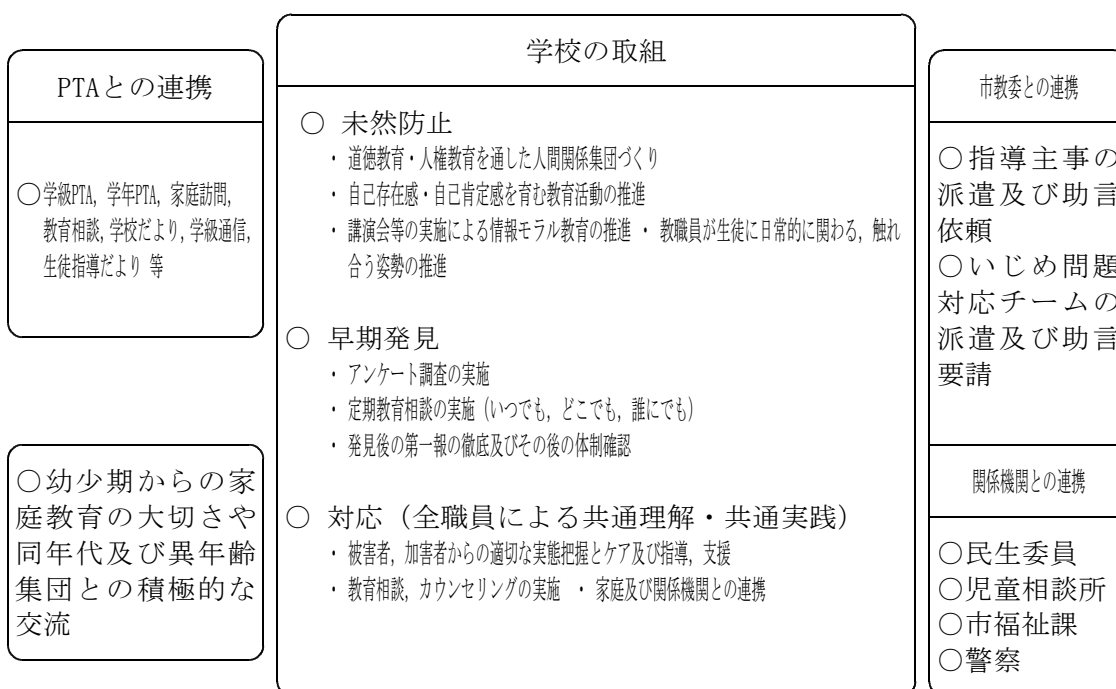 PTAとの連携
○学級PTA, 学年PTA, 家庭訪問,
教育相談, 学校だより, 学級通信,
生徒指導だより 等
○幼少期からの家
庭教育の大切さや
同年代及び異年齢
集団との積極的な
交流
学校の取組
○ 未然防止
・ 道徳教育・人権教育を通した人間関係集団づくり
・ 自己存在感・自己肯定感を育む教育活動の推進
・ 講演会等の実施による情報モラル教育の推進 ・ 教職員が生徒に日常的に関わる, 触れ
合う姿勢の推進
○ 早期発見
・ アンケート調査の実施
・ 定期教育相談の実施 (いつでも, どこでも, 誰にでも)
・ 発見後の第一報の徹底及びその後の体制確認
○ 対応（全職員による共通理解・共通実践）
・ 被害者, 加害者からの適切な実態把握とケア及び指導, 支援
・ 教育相談, カウンセリングの実施 ・ 家庭及び関係機関との連携
市教委との連携
○指導主事の
派遣及び助言
依頼
○いじめ問題
対応チームの
派遣及び助言
要請
関係機関との連携
○民生委員
○児童相談所
○市福祉課
○警察